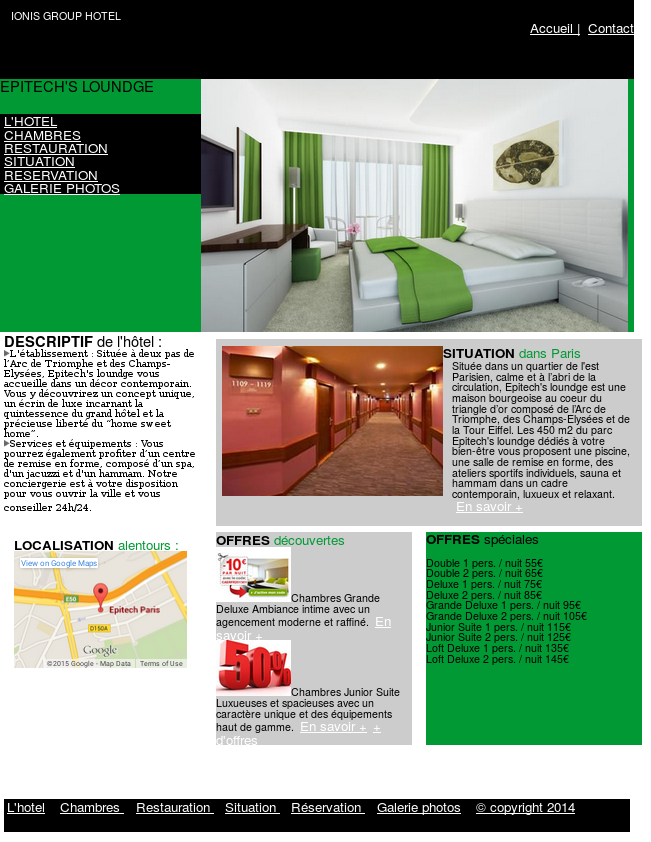 IONIS GROUP HOTEL
Accueil | Contact
EPITECH'S LOUNDGE
L'HOTEL
CHAMBRES
RESTAURATION
SITUATION
RESERVATION
GALERIE PHOTOS
DESCRIPTIF de l'hôtel :
L'établissement : Située à deux pas de
l'Arc de Triomphe et des Champs-
Elysées, Epitech's loundge vous
accueille dans un décor contemporain.
Vous y découvrirez un concept unique,
un écrin de luxe incarnant la
quintessence du grand hôtel et la
précieuse liberté du "home sweet
home".
Services et équipements : Vous
pourrez également profiter d'un centre
de remise en forme, composé d'un spa,
d'un jacuzzi et d'un hammam. Notre
conciergerie est à votre disposition
pour vous ouvrir la ville et vous
conseiller 24h/24.
1109 - 1119
SITUATION dans Paris
Située dans un quartier de l'est
Parisien, calme et à l'abri de la
circulation, Epitech's loundge est une
maison bourgeoise au coeur du
triangle d'or composé de l'Arc de
Triomphe, des Champs-Elysées et de
la Tour Eiffel. Les 450 m2 du parc
Epitech's loundge dédiés à votre
bien-être vous proposent une piscine,
une salle de remise en forme, des
ateliers sportifs individuels, sauna et
hammam dans un cadre
contemporain, luxueux et relaxant.
En savoir +
LOCALISATION alentours :
View on Google Maps
E50
Epitech Paris
D150A
Google
©2015 Google - Map Data Terms of Use
OFFRES découvertes
-10€
PAR NUIT
Chambres Grande
Deluxe Ambiance intime avec un
agencement moderne et raffiné. En
savoir +
50%
Chambres Junior Suite
Luxueuses et spacieuses avec un
caractère unique et des équipements
haut de gamme. En savoir + +
d'offres
OFFRES spéciales
Double 1 pers. / nuit 55€
Double 2 pers. / nuit 65€
Deluxe 1 pers. / nuit 75€
Deluxe 2 pers. / nuit 85€
Grande Deluxe 1 pers. / nuit 95€
Grande Deluxe 2 pers. / nuit 105€
Junior Suite 1 pers. / nuit 115€
Junior Suite 2 pers. / nuit 125€
Loft Deluxe 1 pers. / nuit 135€
Loft Deluxe 2 pers. / nuit 145€
L'hotel Chambres Restauration Situation Réservation Galerie photos © copyright 2014